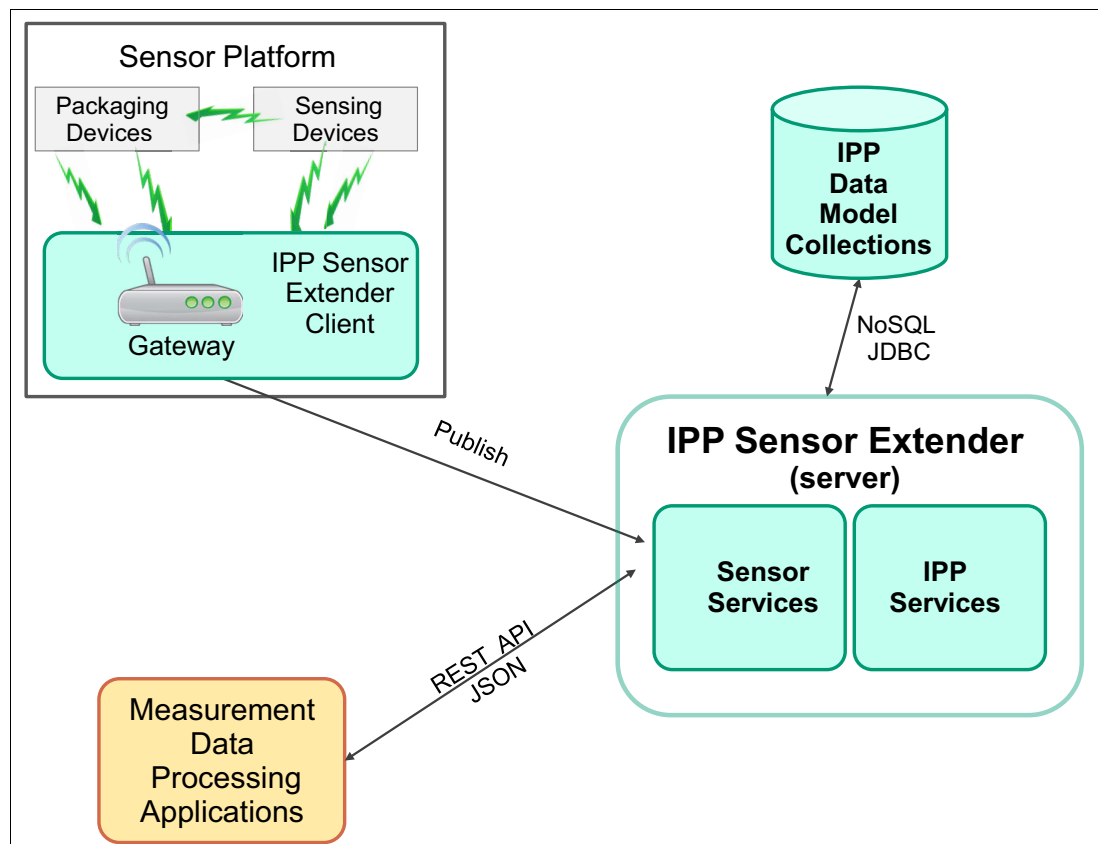 Sensor Platform
Packaging
Devices
Sensing
Devices
IPP Sensor
Extender
Client
Gateway
IPP
Data
Model
Collections
NoSQL
JDBC
Publish
IPP Sensor Extender
(server)
Sensor
Services
IPP
Services
REST API
JSON
Measurement
Data
Processing
Applications